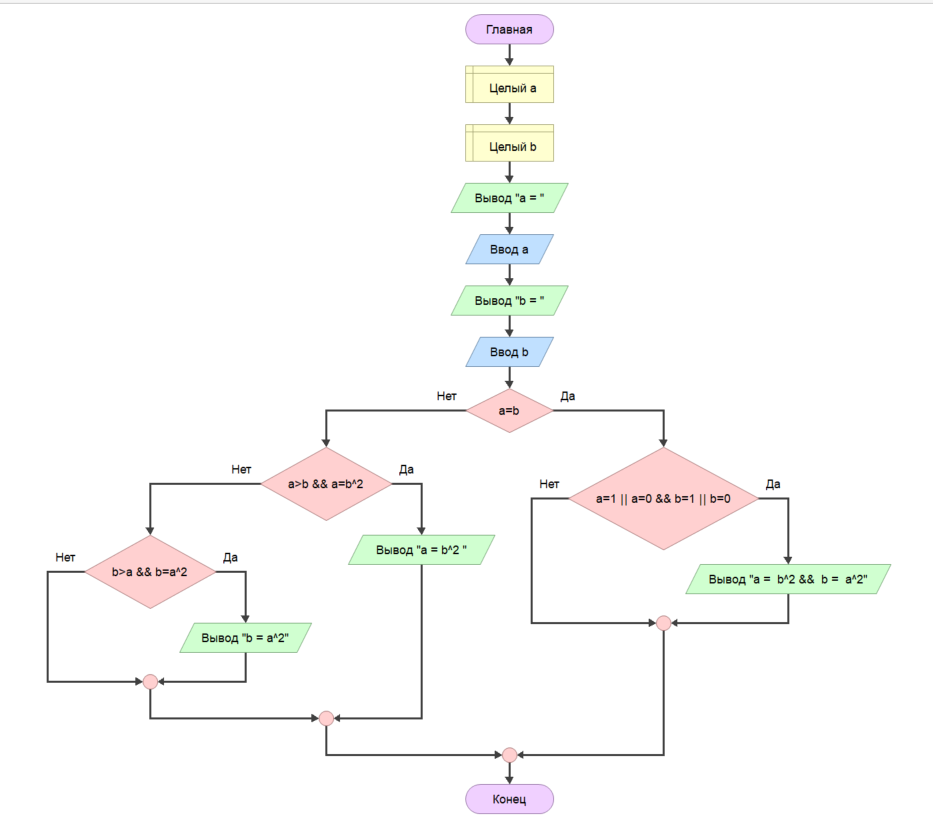 Главная
Целый a
Целый b
Вывод "a = "
Ввод a
Вывод "b = "
Ввод b
Нет
Да
a=b
Нет
Да
a>b && a=b^2
Нет
Да
a=1 || a=0 && b=1 || b=0
Вывод "a = b^2 "
Нет
Да
b>a && b=a^2
Вывод "a =  b^2 &&  b =  a^2"
Вывод "b = a^2"
Конец